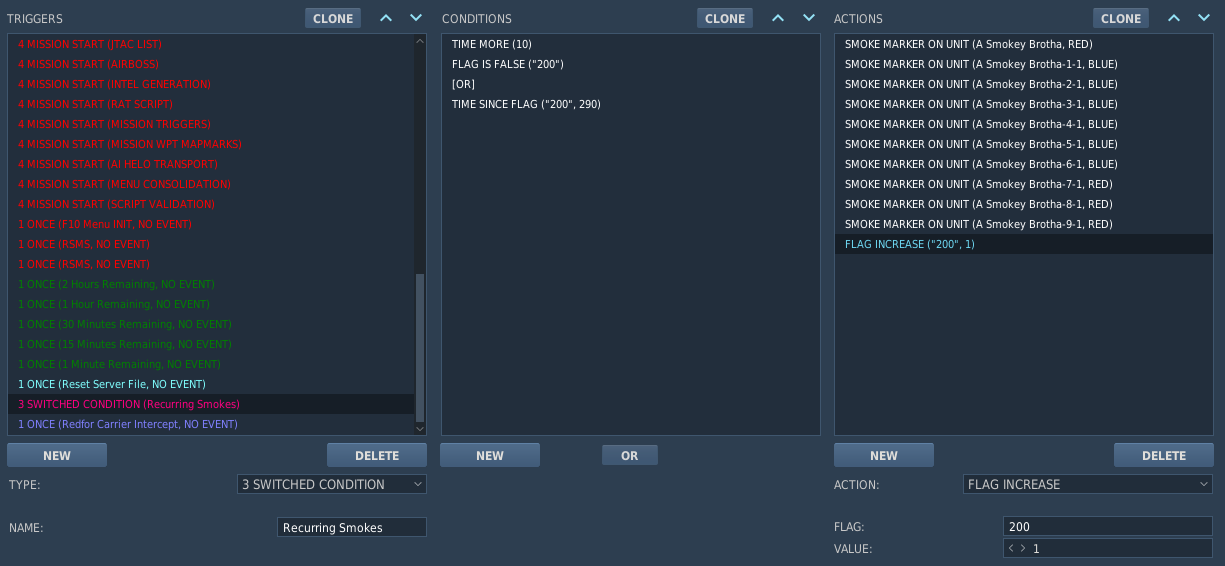 TRIGGERS
CLONE
4 MISSION START (JTAC LIST)
4 MISSION START (AIRBOSS)
4 MISSION START (INTEL GENERATION)
4 MISSION START (RAT SCRIPT)
4 MISSION START (MISSION TRIGGERS)
4 MISSION START (MISSION WPT MAPMARKS)
4 MISSION START (AI HELO TRANSPORT)
4 MISSION START (MENU CONSOLIDATION)
4 MISSION START (SCRIPT VALIDATION)
1 ONCE (F10 Menu INIT, NO EVENT)
1 ONCE (RSMS, NO EVENT)
1 ONCE (RSMS, NO EVENT)
1 ONCE (2 Hours Remaining, NO EVENT)
1 ONCE (1 Hour Remaining, NO EVENT)
1 ONCE (30 Minutes Remaining, NO EVENT)
1 ONCE (15 Minutes Remaining, NO EVENT)
1 ONCE (1 Minute Remaining, NO EVENT)
1 ONCE (Reset Server File, NO EVENT)
3 SWITCHED CONDITION (Recurring Smokes)
1 ONCE (Redfor Carrier Intercept, NO EVENT)
NEW
DELETE
TYPE:
3 SWITCHED CONDITION
NAME:
Recurring Smokes
CONDITIONS
CLONE
TIME MORE (10)
FLAG IS FALSE ("200")
[OR]
TIME SINCE FLAG ("200", 290)
NEW
OR
ACTIONS
CLONE
SMOKE MARKER ON UNIT (A Smokey Brotha, RED)
SMOKE MARKER ON UNIT (A Smokey Brotha-1-1, BLUE)
SMOKE MARKER ON UNIT (A Smokey Brotha-2-1, BLUE)
SMOKE MARKER ON UNIT (A Smokey Brotha-3-1, BLUE)
SMOKE MARKER ON UNIT (A Smokey Brotha-4-1, BLUE)
SMOKE MARKER ON UNIT (A Smokey Brotha-5-1, BLUE)
SMOKE MARKER ON UNIT (A Smokey Brotha-6-1, BLUE)
SMOKE MARKER ON UNIT (A Smokey Brotha-7-1, RED)
SMOKE MARKER ON UNIT (A Smokey Brotha-8-1, RED)
SMOKE MARKER ON UNIT (A Smokey Brotha-9-1, RED)
FLAG INCREASE ("200", 1)
NEW
DELETE
ACTION:
FLAG INCREASE
FLAG:
200
VALUE:
< > 1